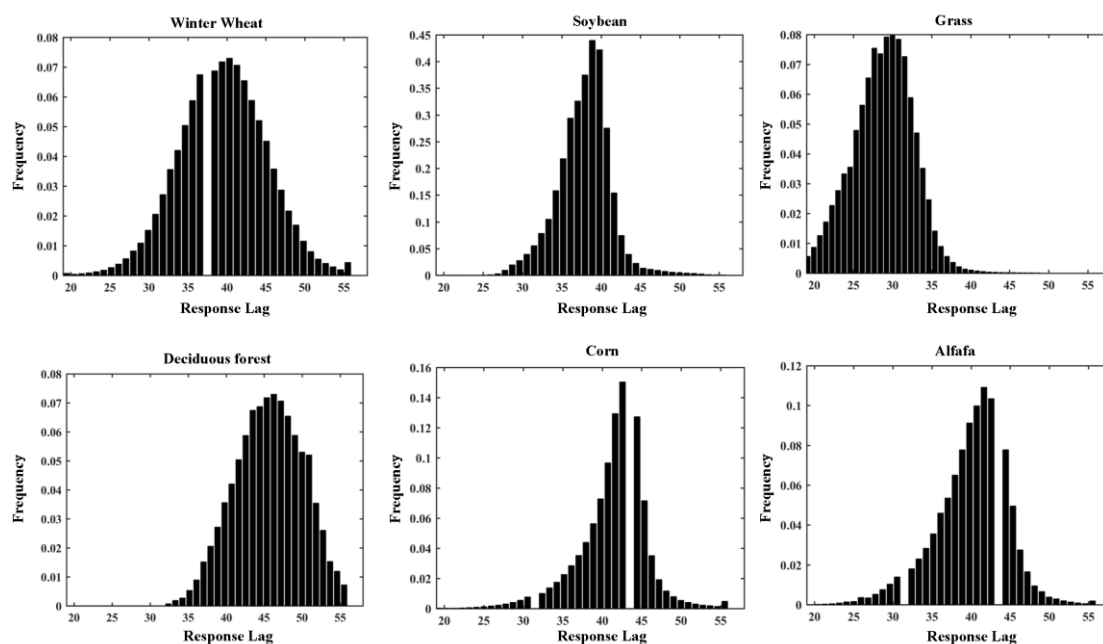 Winter Wheat
0.08
0.07
0.06
0.05
0.04
0.03
0.02
0.01
0
Frequency
20 25 30 35 40 45 50 55
Response Lag
Soybean
0.45
0.4
0.35
0.3
0.25
0.2
0.15
0.1
0.05
0
Frequency
20 25 30 35 40 45 50 55
Response Lag
Grass
0.08
0.07
0.06
0.05
0.04
0.03
0.02
0.01
0
Frequency
20 25 30 35 40 45 50 55
Response Lag
Deciduous forest
0.08
0.07
0.06
0.05
0.04
0.03
0.02
0.01
0
Frequency
20 25 30 35 40 45 50 55
Response Lag
Corn
0.16
0.14
0.12
0.1
0.08
0.06
0.04
0.02
0
Frequency
20 25 30 35 40 45 50 55
Response Lag
Alfafa
0.12
0.1
0.08
0.06
0.04
0.02
0
Frequency
20 25 30 35 40 45 50 55
Response Lag